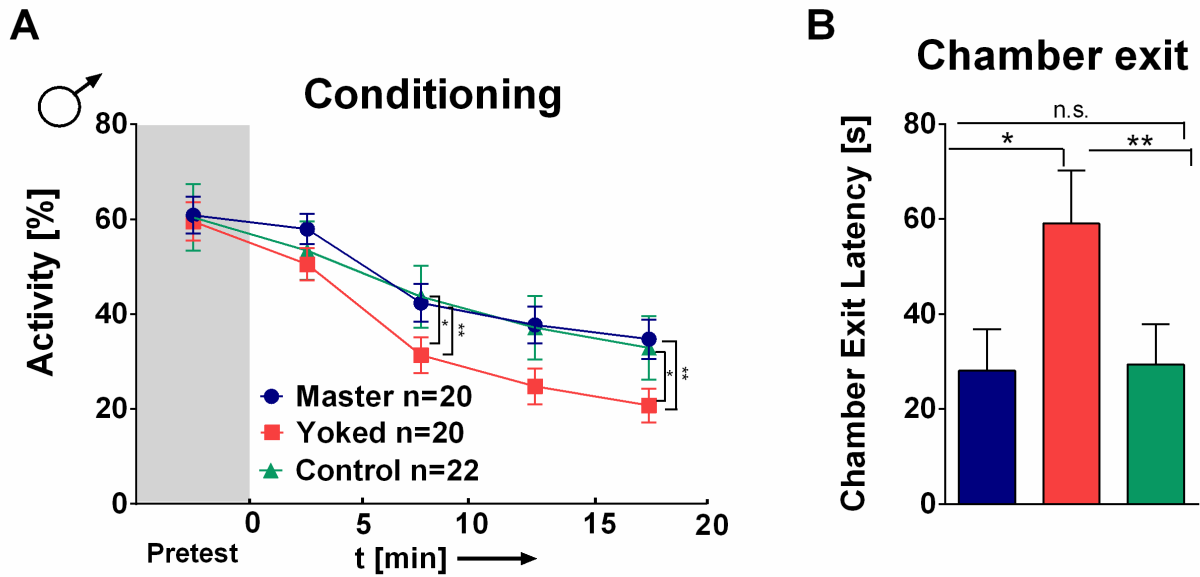 A
Conditioning
Activity [%]
80
60
40
20
0
* **
* **
Master n=20
Yoked n=20
Control n=22
0 5 10 15 20
Pretest
t [min]
B
Chamber exit
Chamber Exit Latency [s]
80
60
40
20
0
n.s.
* **